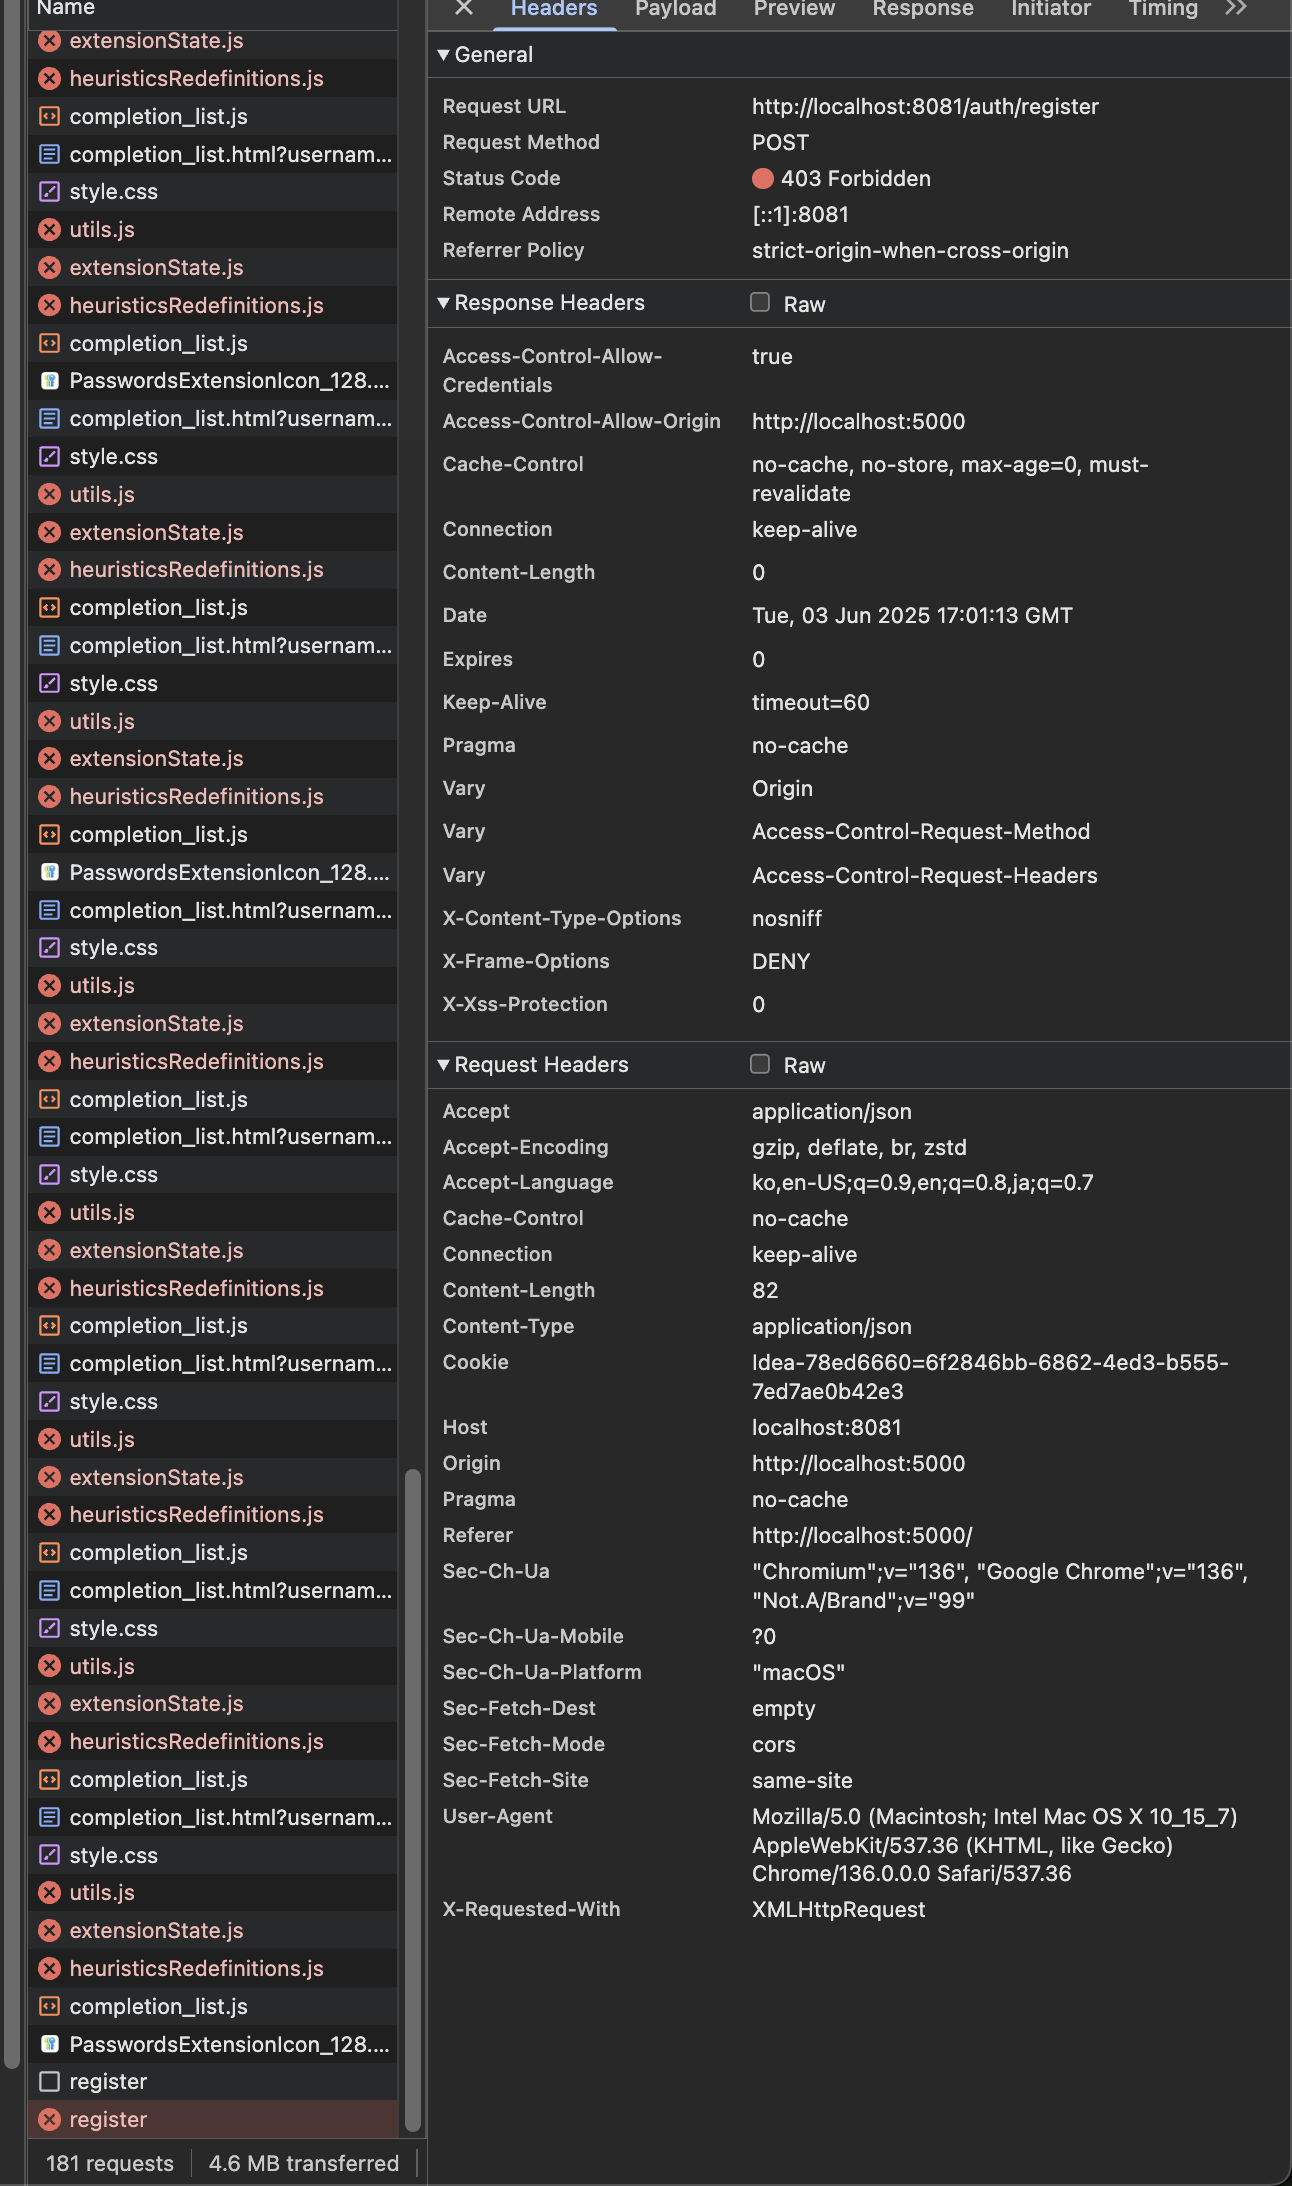 Name
extensionState.js
heuristicsRedefinitions.js
completion_list.js
completion_list.html?usernam...
style.css
utils.js
extensionState.js
heuristicsRedefinitions.js
completion_list.js
PasswordsExtensionIcon_128....
completion_list.html?usernam...
style.css
utils.js
extensionState.js
heuristicsRedefinitions.js
completion_list.js
completion_list.html?usernam...
style.css
utils.js
extensionState.js
heuristicsRedefinitions.js
completion_list.js
PasswordsExtensionIcon_128....
completion_list.html?usernam...
style.css
utils.js
extensionState.js
heuristicsRedefinitions.js
completion_list.js
completion_list.html?usernam...
style.css
utils.js
extensionState.js
heuristicsRedefinitions.js
completion_list.js
completion_list.html?usernam...
style.css
utils.js
extensionState.js
heuristicsRedefinitions.js
completion_list.js
completion_list.html?usernam...
style.css
utils.js
extensionState.js
heuristicsRedefinitions.js
completion_list.js
completion_list.html?usernam...
style.css
utils.js
extensionState.js
heuristicsRedefinitions.js
completion_list.js
PasswordsExtensionIcon_128....
register
register
181 requests 4.6 MB transferred
Headers Payload Preview Response Initiator Timing
General
Request URL http://localhost:8081/auth/register
Request Method POST
Status Code 403 Forbidden
Remote Address [::1]:8081
Referrer Policy strict-origin-when-cross-origin
Response Headers Raw
Access-Control-Allow- true
Credentials
Access-Control-Allow-Origin http://localhost:5000
Cache-Control no-cache, no-store, max-age=0, must-
revalidate
Connection keep-alive
Content-Length 0
Date Tue, 03 Jun 2025 17:01:13 GMT
Expires 0
Keep-Alive timeout=60
Pragma no-cache
Vary Origin
Vary Access-Control-Request-Method
Vary Access-Control-Request-Headers
X-Content-Type-Options nosniff
X-Frame-Options DENY
X-Xss-Protection 0
Request Headers Raw
Accept application/json
Accept-Encoding gzip, deflate, br, zstd
Accept-Language ko,en-US;q=0.9,en;q=0.8,ja;q=0.7
Cache-Control no-cache
Connection keep-alive
Content-Length 82
Content-Type application/json
Cookie Idea-78ed6660=6f2846bb-6862-4ed3-b555-
7ed7ae0b42e3
Host localhost:8081
Origin http://localhost:5000
Pragma no-cache
Referer http://localhost:5000/
Sec-Ch-Ua "Chromium";v="136", "Google Chrome";v="136",
"Not.A/Brand";v="99"
Sec-Ch-Ua-Mobile ?0
Sec-Ch-Ua-Platform "macOS"
Sec-Fetch-Dest empty
Sec-Fetch-Mode cors
Sec-Fetch-Site same-site
User-Agent Mozilla/5.0 (Macintosh; Intel Mac OS X 10_15_7)
AppleWebKit/537.36 (KHTML, like Gecko)
Chrome/136.0.0.0 Safari/537.36
X-Requested-With XMLHttpRequest